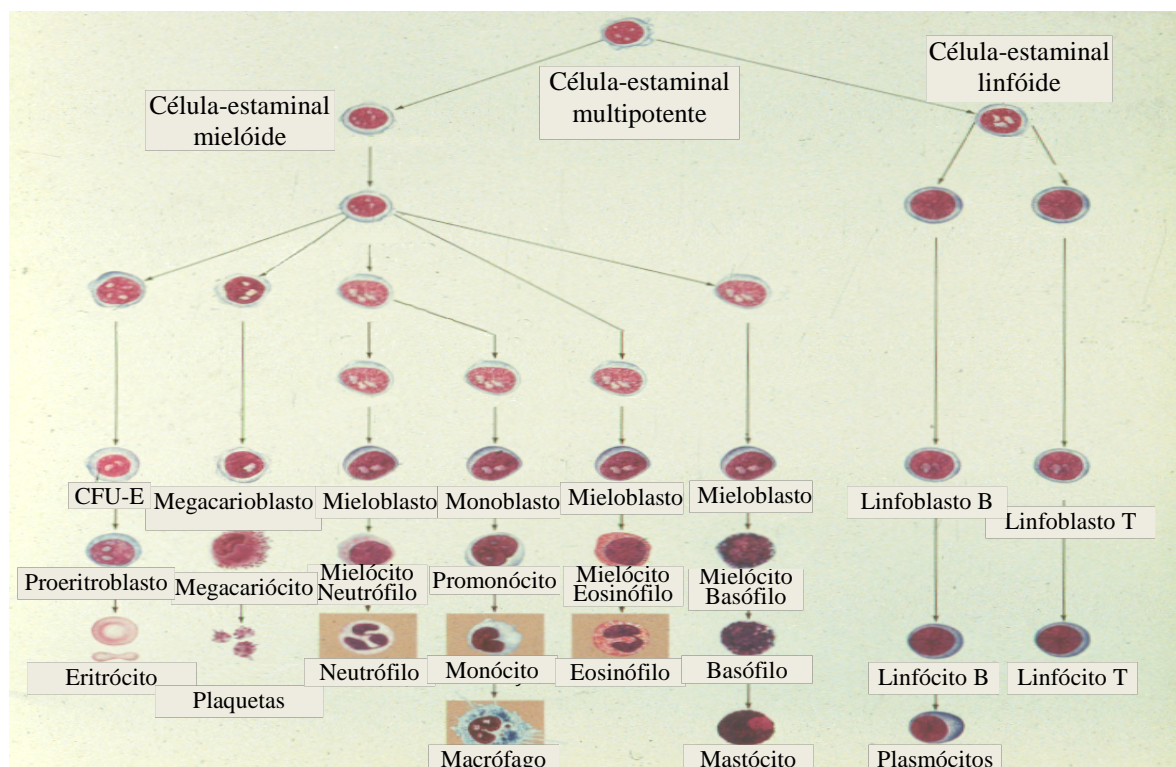 Célula-estaminal
multipotente
Célula-estaminal
mielóide
Célula-estaminal
linfóide
CFU-E
Megacarioblasto
Mieloblasto
Monoblasto
Mieloblasto
Mieloblasto
Linfoblasto B
Linfoblasto T
Proeritroblasto
Megacariócito
Mielócito
Neutrófilo
Promonócito
Mielócito
Eosinófilo
Mielócito
Basófilo
Eritrócito
Plaquetas
Neutrófilo
Monócito
Eosinófilo
Basófilo
Linfócito B
Linfócito T
Macrófago
Mastócito
Plasmócitos